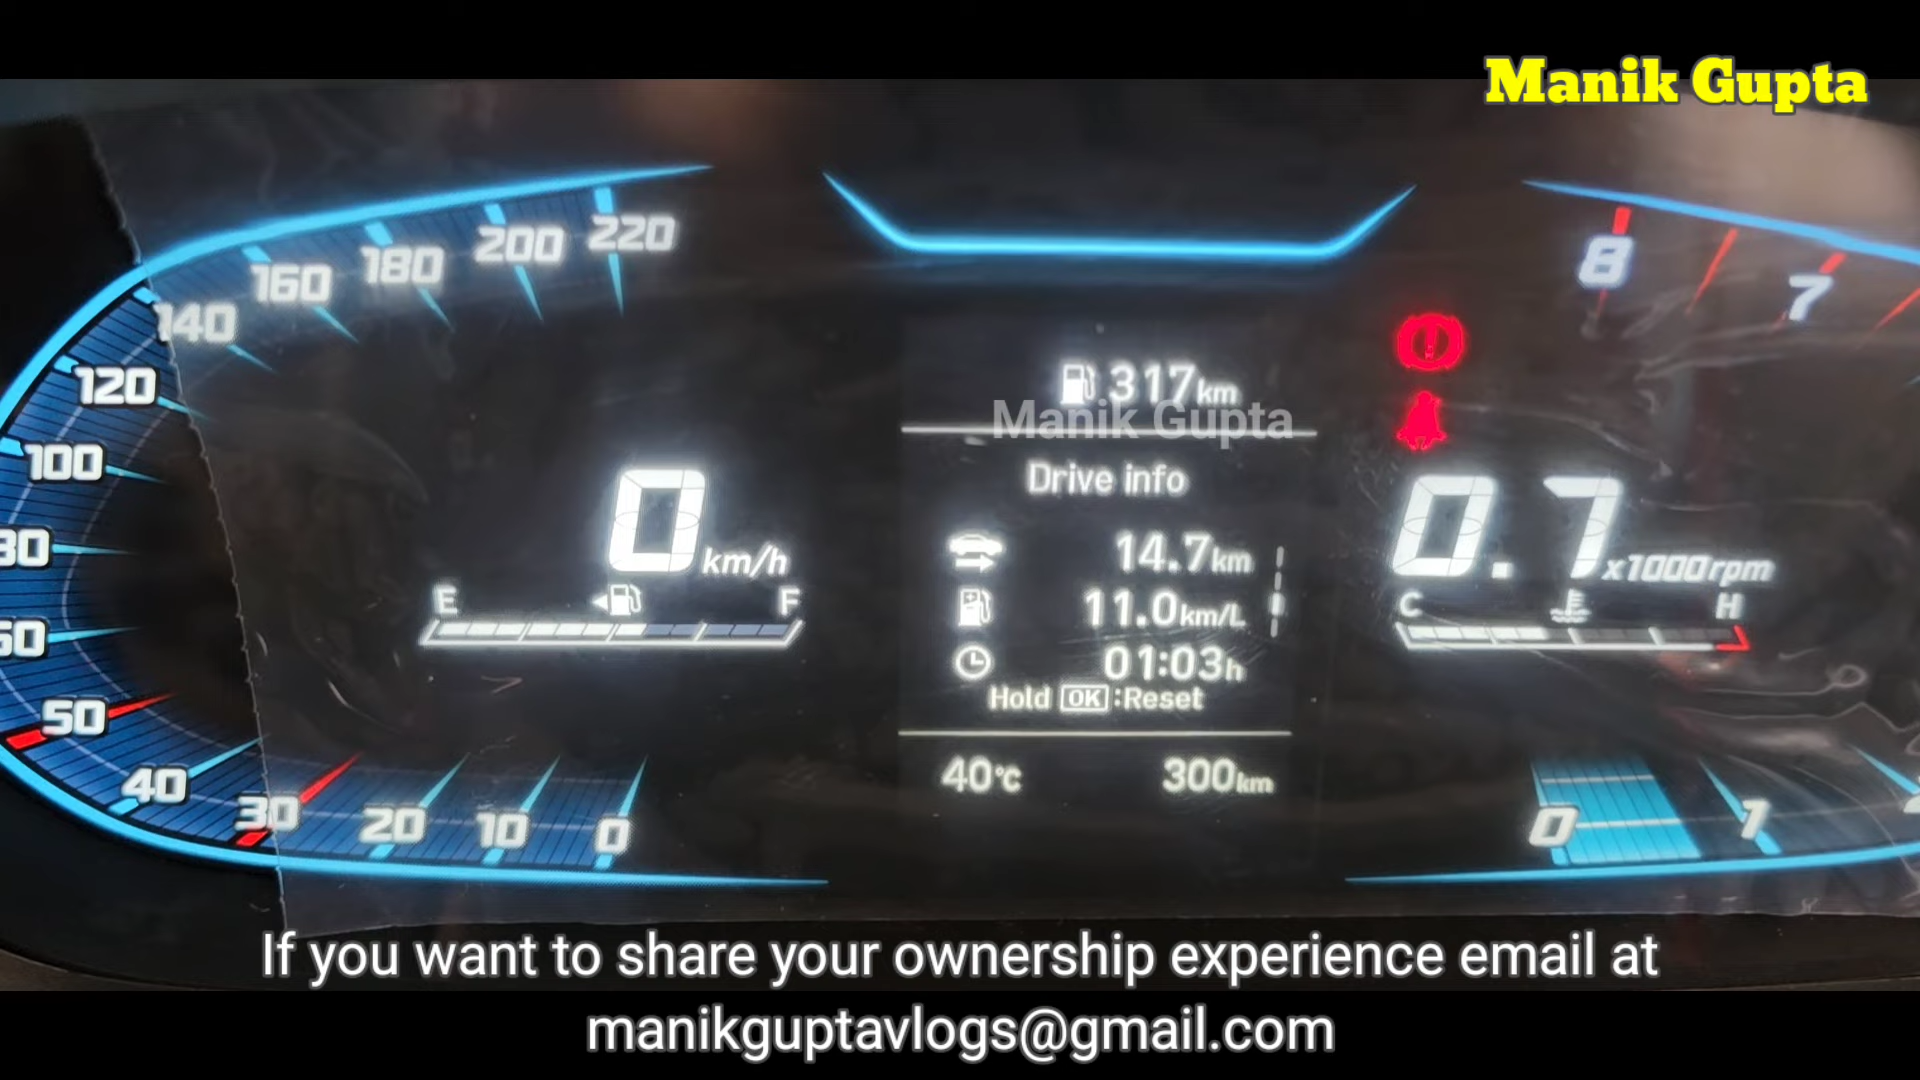 Manik Gupta
220
200
180
160
140
120
100
80
60
50
40
30
20
10
0
0 km/h
E F
317km
Manik Gupta
Drive info
14.7km
11.0km/L
01:03h
Hold OK:Reset
40°C 300km
8
7
0.7 x1000rpm
C H
0 1
If you want to share your ownership experience email at
manikguptavlogs@gmail.com